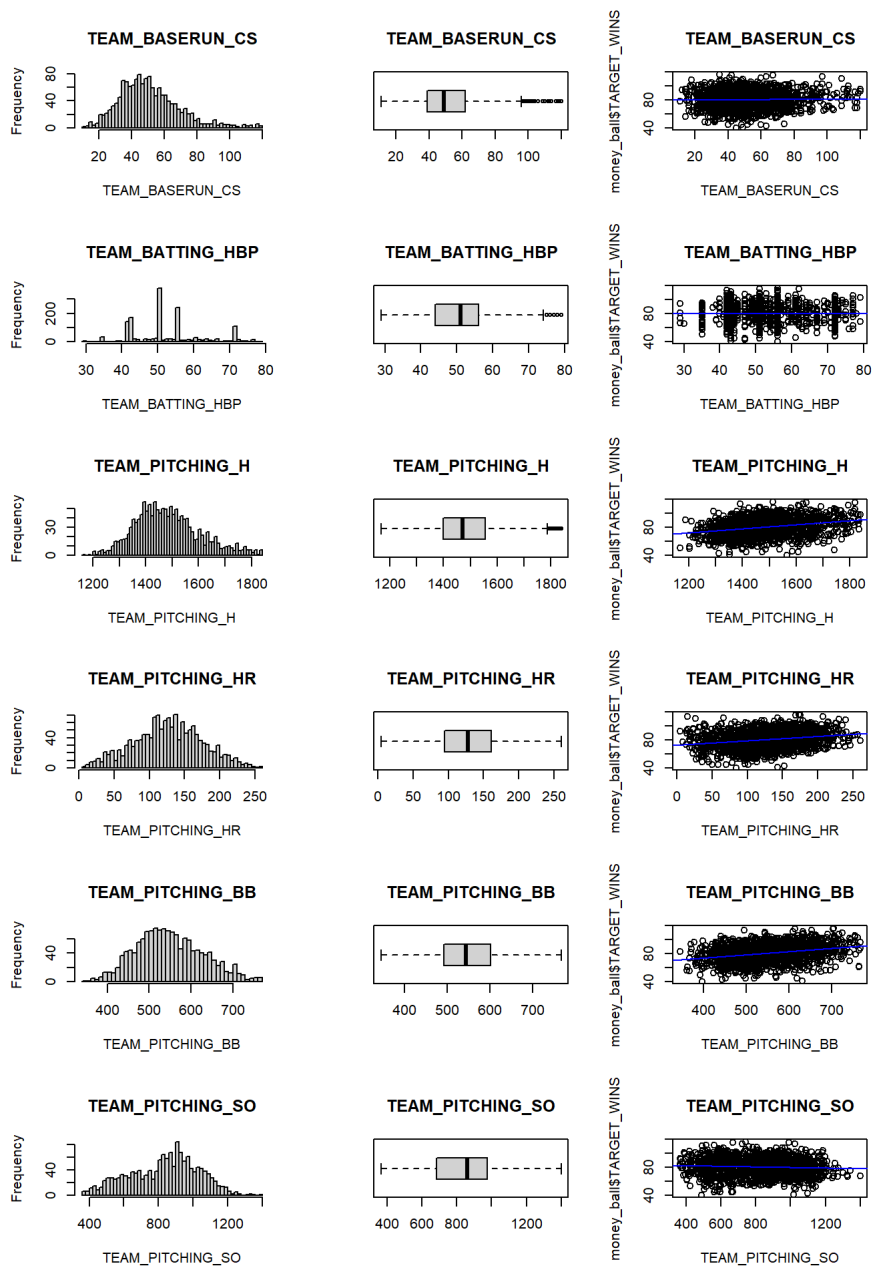 TEAM_BASERUN_CS
Frequency
0 40 80
20 40 60 80 100
TEAM_BASERUN_CS
TEAM_BASERUN_CS
20 40 60 80 100
TEAM_BASERUN_CS
money_ball$TARGET_WINS
40 80
20 40 60 80 100
TEAM_BASERUN_CS
TEAM_BATTING_HBP
Frequency
0 200
30 40 50 60 70 80
TEAM_BATTING_HBP
TEAM_BATTING_HBP
30 40 50 60 70 80
TEAM_BATTING_HBP
money_ball$TARGET_WINS
40 80
30 40 50 60 70 80
TEAM_BATTING_HBP
TEAM_PITCHING_H
Frequency
0 30
1200 1400 1600 1800
TEAM_PITCHING_H
TEAM_PITCHING_H
1200 1400 1600 1800
TEAM_PITCHING_H
money_ball$TARGET_WINS
40 80
1200 1400 1600 1800
TEAM_PITCHING_H
TEAM_PITCHING_HR
Frequency
0 40
0 50 100 150 200 250
TEAM_PITCHING_HR
TEAM_PITCHING_HR
0 50 100 150 200 250
TEAM_PITCHING_HR
money_ball$TARGET_WINS
40 80
0 50 100 150 200 250
TEAM_PITCHING_HR
TEAM_PITCHING_BB
Frequency
0 40
400 500 600 700
TEAM_PITCHING_BB
TEAM_PITCHING_BB
400 500 600 700
TEAM_PITCHING_BB
money_ball$TARGET_WINS
40 80
400 500 600 700
TEAM_PITCHING_BB
TEAM_PITCHING_SO
Frequency
0 40
400 800 1200
TEAM_PITCHING_SO
TEAM_PITCHING_SO
400 600 800 1200
TEAM_PITCHING_SO
money_ball$TARGET_WINS
40 80
400 600 800 1200
TEAM_PITCHING_SO